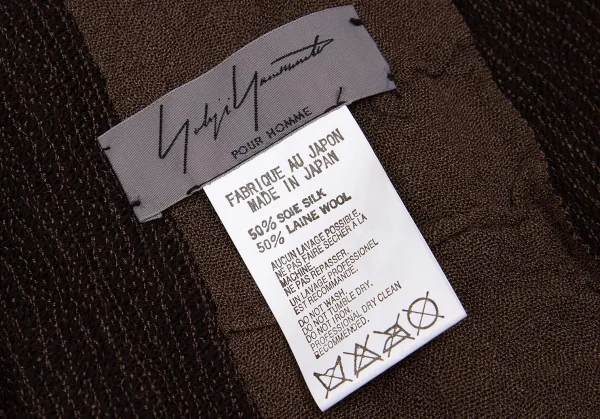 Yohji Yamamoto
POUR HOMME
FABRIQUE AU JAPON
MADE IN JAPAN
50% SOIE SILK
50% LAINE WOOL
AUCUN LAVAGE POSSIBLE.
NE PAS FAIRE SÉCHER À LA
MACHINE.
NE PAS REPASSER.
UN LAVAGE PROFESSIONEL
EST RECOMMANDE.
DO NOT WASH.
DO NOT TUMBLE DRY.
DO NOT IRON.
PROFESSIONAL DRY CLEAN
RECOMMENDED.